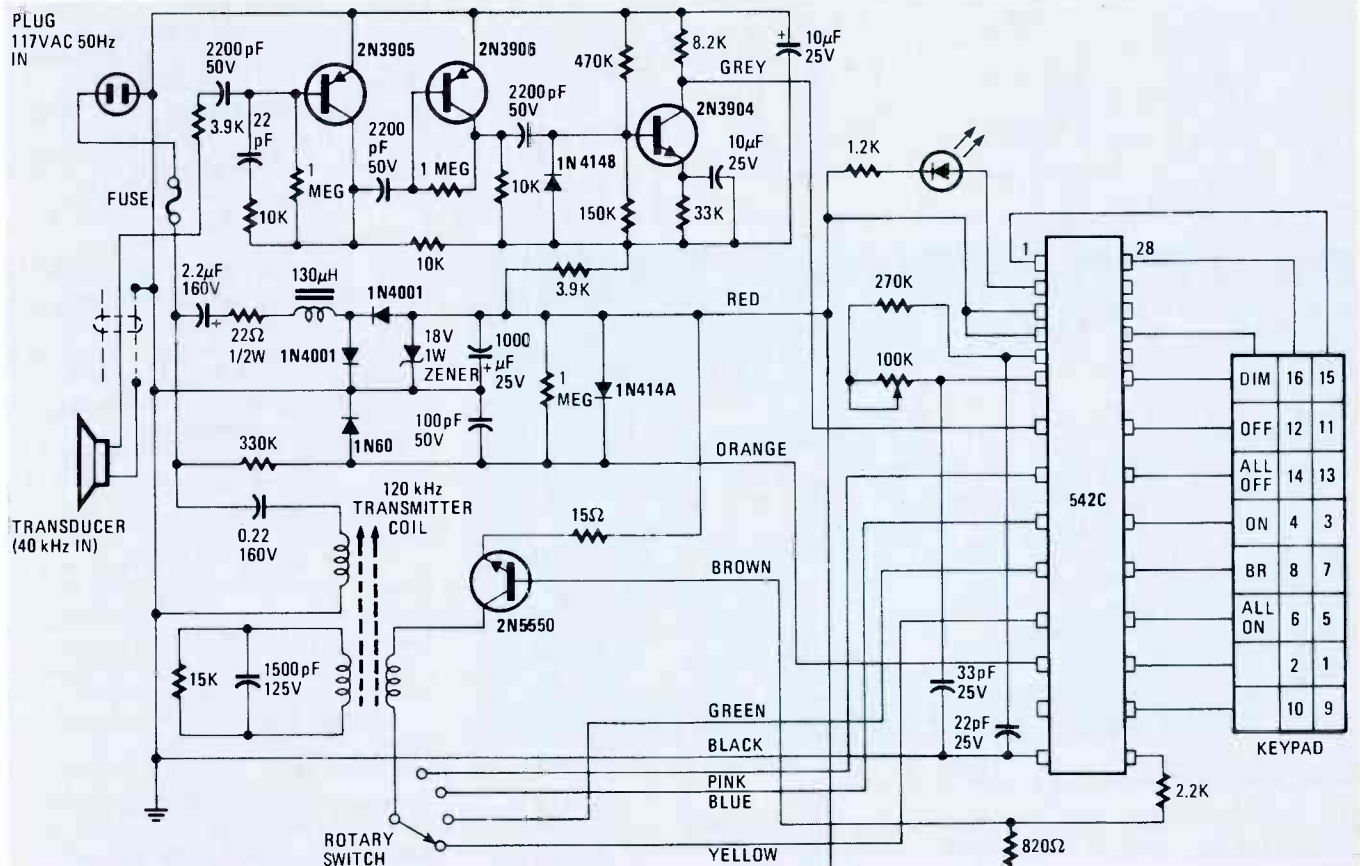 PLUG
117VAC 50Hz
IN
2200pF
50V
2N3905
2N3906
470K
8.2K
10µF
25V
GREY
3.9K
22
pF
2200pF
50V
2N3904
2200
pF
50V
1 MEG
1N4148
10µF
25V
1.2K
FUSE
1
MEG
10K
10K
150K
33K
10K
1
28
2.2µF
160V
130µH
1N4001
3.9K
RED
270K
22Ω
1/2W
1N4001
18V
1W
ZENER
1000
µF
25V
1
MEG
1N414A
100K
DIM 16 15
100pF
50V
OFF 12 11
330K
1N60
ORANGE
ALL
OFF 14 13
542C
TRANSDUCER
(40 kHz IN)
120 kHz
TRANSMITTER
COIL
ON 4 3
0.22
160V
15Ω
BROWN
BR 8 7
2N5550
ALL
ON 6 5
15K
1500pF
125V
33pF
25V
2 1
GREEN
22pF
25V
10 9
BLACK
KEYPAD
PINK
BLUE
2.2K
ROTARY
SWITCH
YELLOW
820Ω